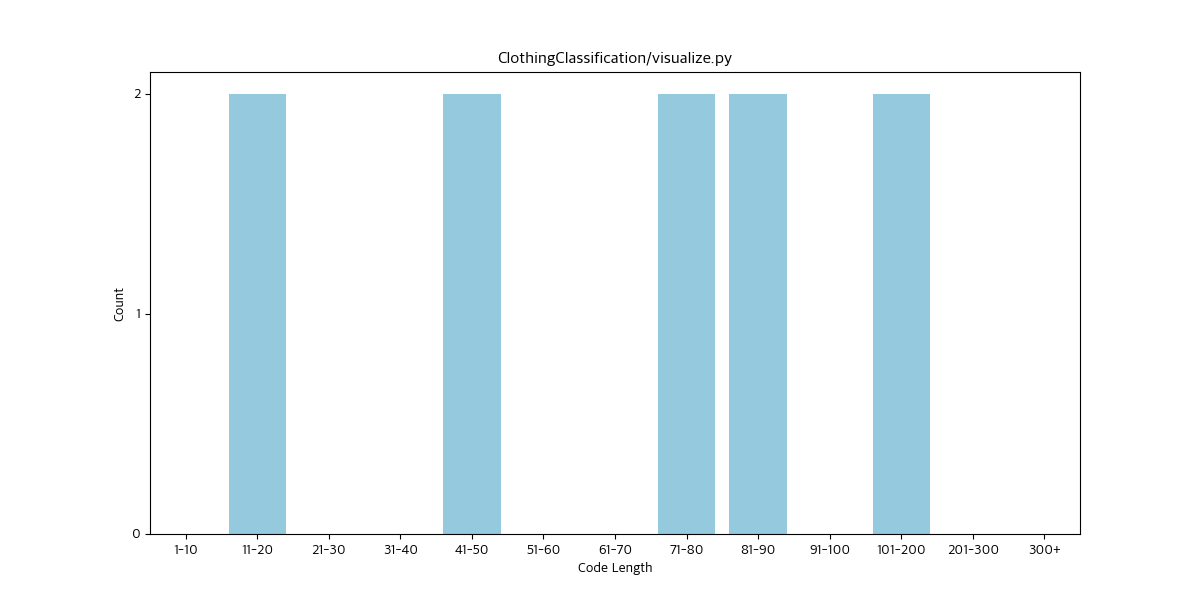 ClothingClassification/visualize.py
2
1
0
Count
1-10 11-20 21-30 31-40 41-50 51-60 61-70 71-80 81-90 91-100 101-200 201-300 300+
Code Length